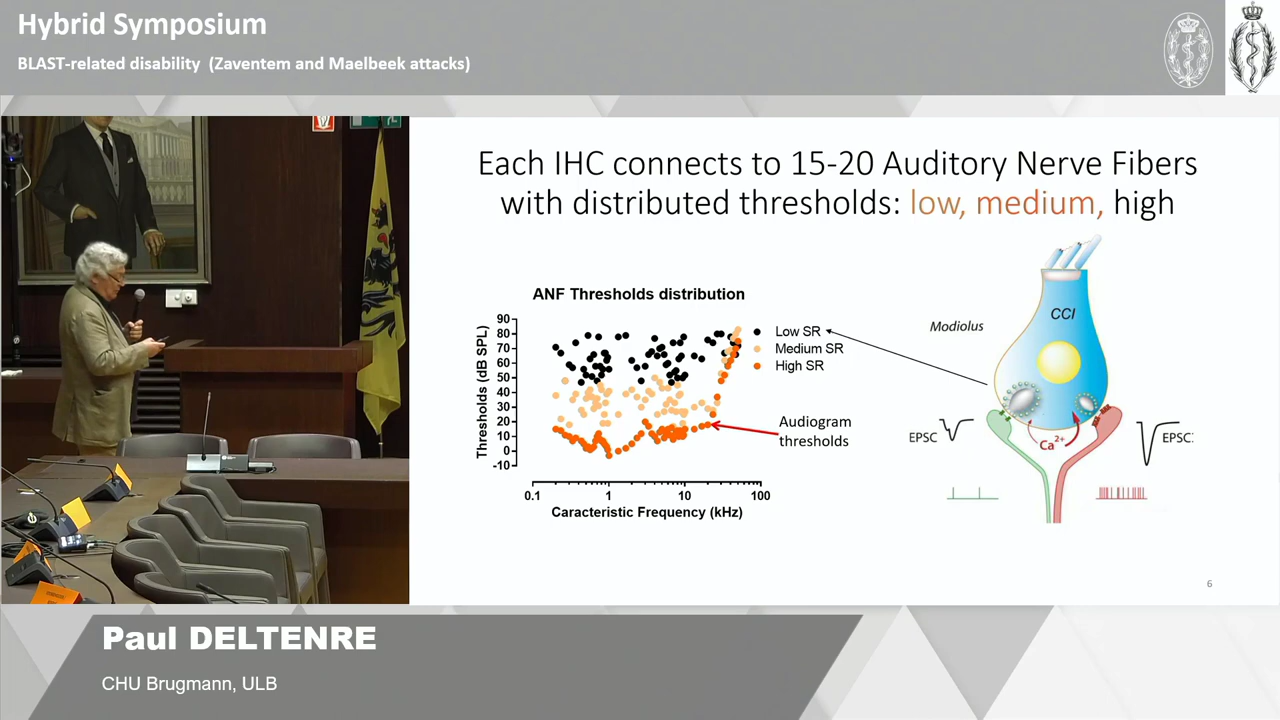 Hybrid Symposium
BLAST-related disability (Zaventem and Maelbeek attacks)
Each IHC connects to 15-20 Auditory Nerve Fibers
with distributed thresholds: low, medium, high
ANF Thresholds distribution
Thresholds (dB SPL)
90
80
70
60
50
40
30
20
10
0
-10
0.1
1
10
100
Caracteristic Frequency (kHz)
Low SR
Medium SR
High SR
Audiogram
thresholds
Modiolus
CCI
EPSC
Ca2+
EPSC
6
Paul DELTENRE
CHU Brugmann, ULB